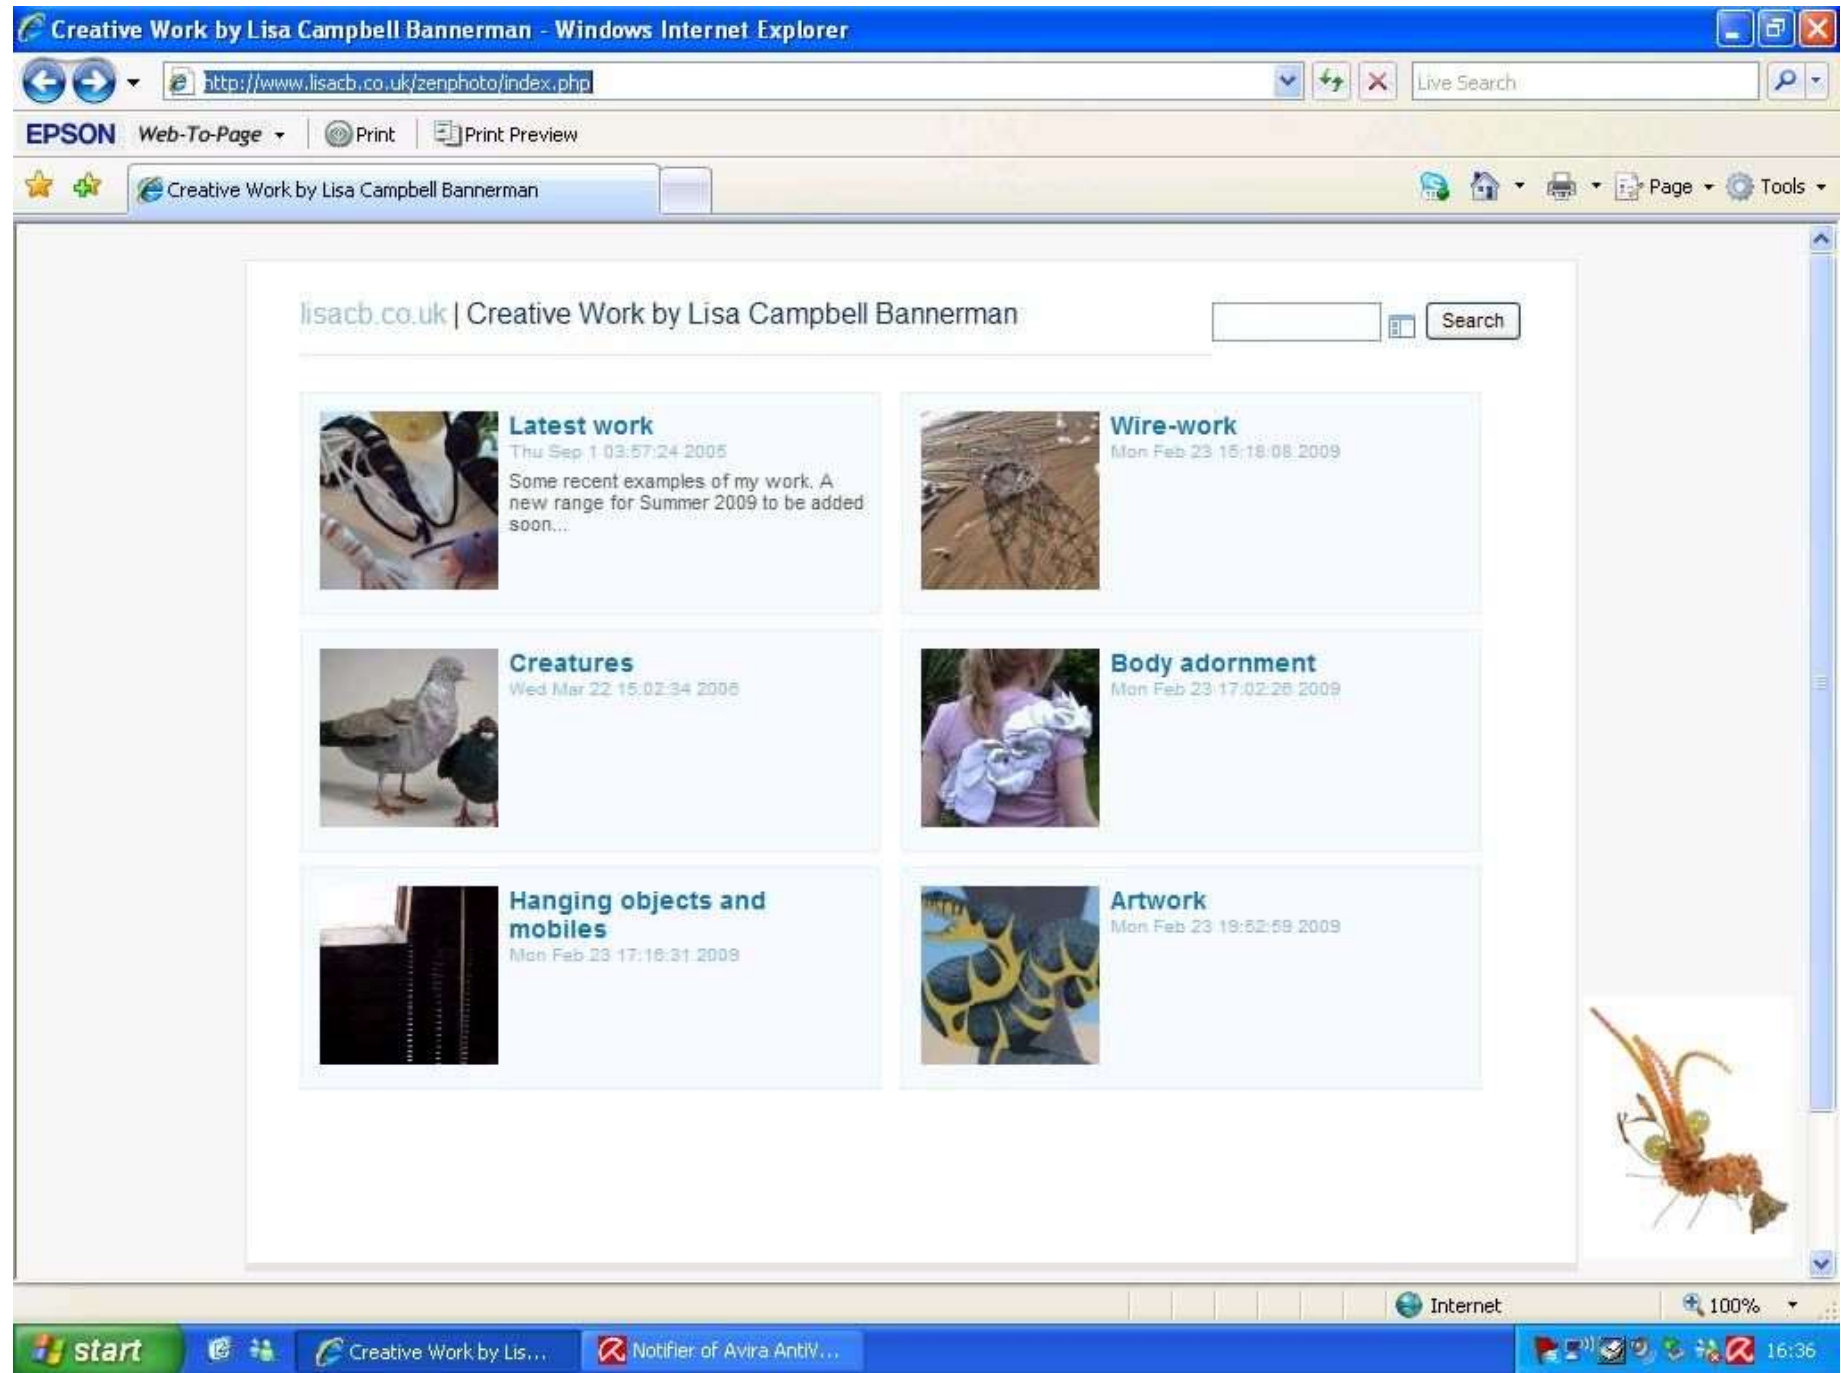 Creative Work by Lisa Campbell Bannerman - Windows Internet Explorer
http://www.lisacb.co.uk/zenphoto/index.php
Live Search
EPSON Web-To-Page Print Print Preview
Creative Work by Lisa Campbell Bannerman
Page Tools
lisacb.co.uk | Creative Work by Lisa Campbell Bannerman
Search
Latest work
Thu Sep 1 03:57:24 2005
Some recent examples of my work. A
new range for Summer 2009 to be added
soon...
Wire-work
Mon Feb 23 15:18:08 2009
Creatures
Wed Mar 22 15:02:34 2006
Body adornment
Mon Feb 23 17:02:26 2009
Hanging objects and
mobiles
Mon Feb 23 17:16:31 2009
Artwork
Mon Feb 23 19:52:59 2009
Internet
100%
start
Creative Work by Lis...
Notifier of Avira AntiV...
16:36